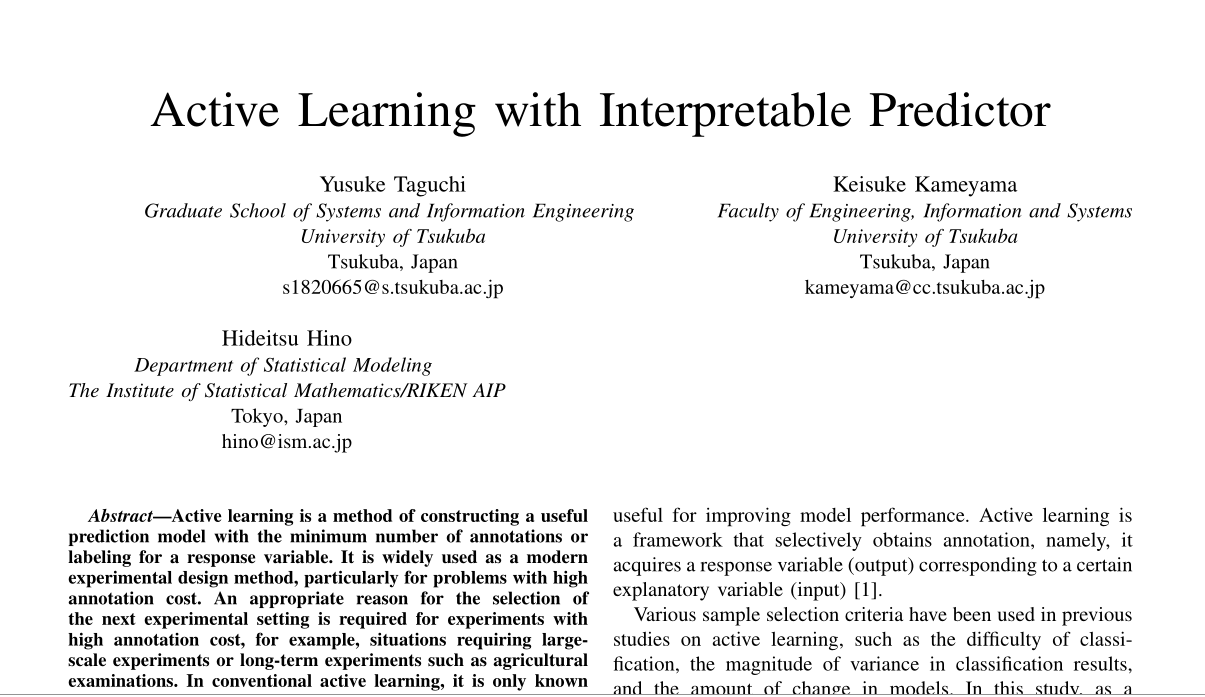 Active Learning with Interpretable Predictor
Yusuke Taguchi
Graduate School of Systems and Information Engineering
University of Tsukuba
Tsukuba, Japan
s1820665@s.tsukuba.ac.jp
Keisuke Kameyama
Faculty of Engineering, Information and Systems
University of Tsukuba
Tsukuba, Japan
kameyama@cc.tsukuba.ac.jp
Hideitsu Hino
Department of Statistical Modeling
The Institute of Statistical Mathematics/RIKEN AIP
Tokyo, Japan
hino@ism.ac.jp
Abstract—Active learning is a method of constructing a useful
prediction model with the minimum number of annotations or
labeling for a response variable. It is widely used as a modern
experimental design method, particularly for problems with high
annotation cost. An appropriate reason for the selection of
the next experimental setting is required for experiments with
high annotation cost, for example, situations requiring large-
scale experiments or long-term experiments such as agricultural
examinations. In conventional active learning, it is only known
useful for improving model performance. Active learning is
a framework that selectively obtains annotation, namely, it
acquires a response variable (output) corresponding to a certain
explanatory variable (input) [1].
Various sample selection criteria have been used in previous
studies on active learning, such as the difficulty of classi-
fication, the magnitude of variance in classification results,
and the amount of change in models. In this study, as a